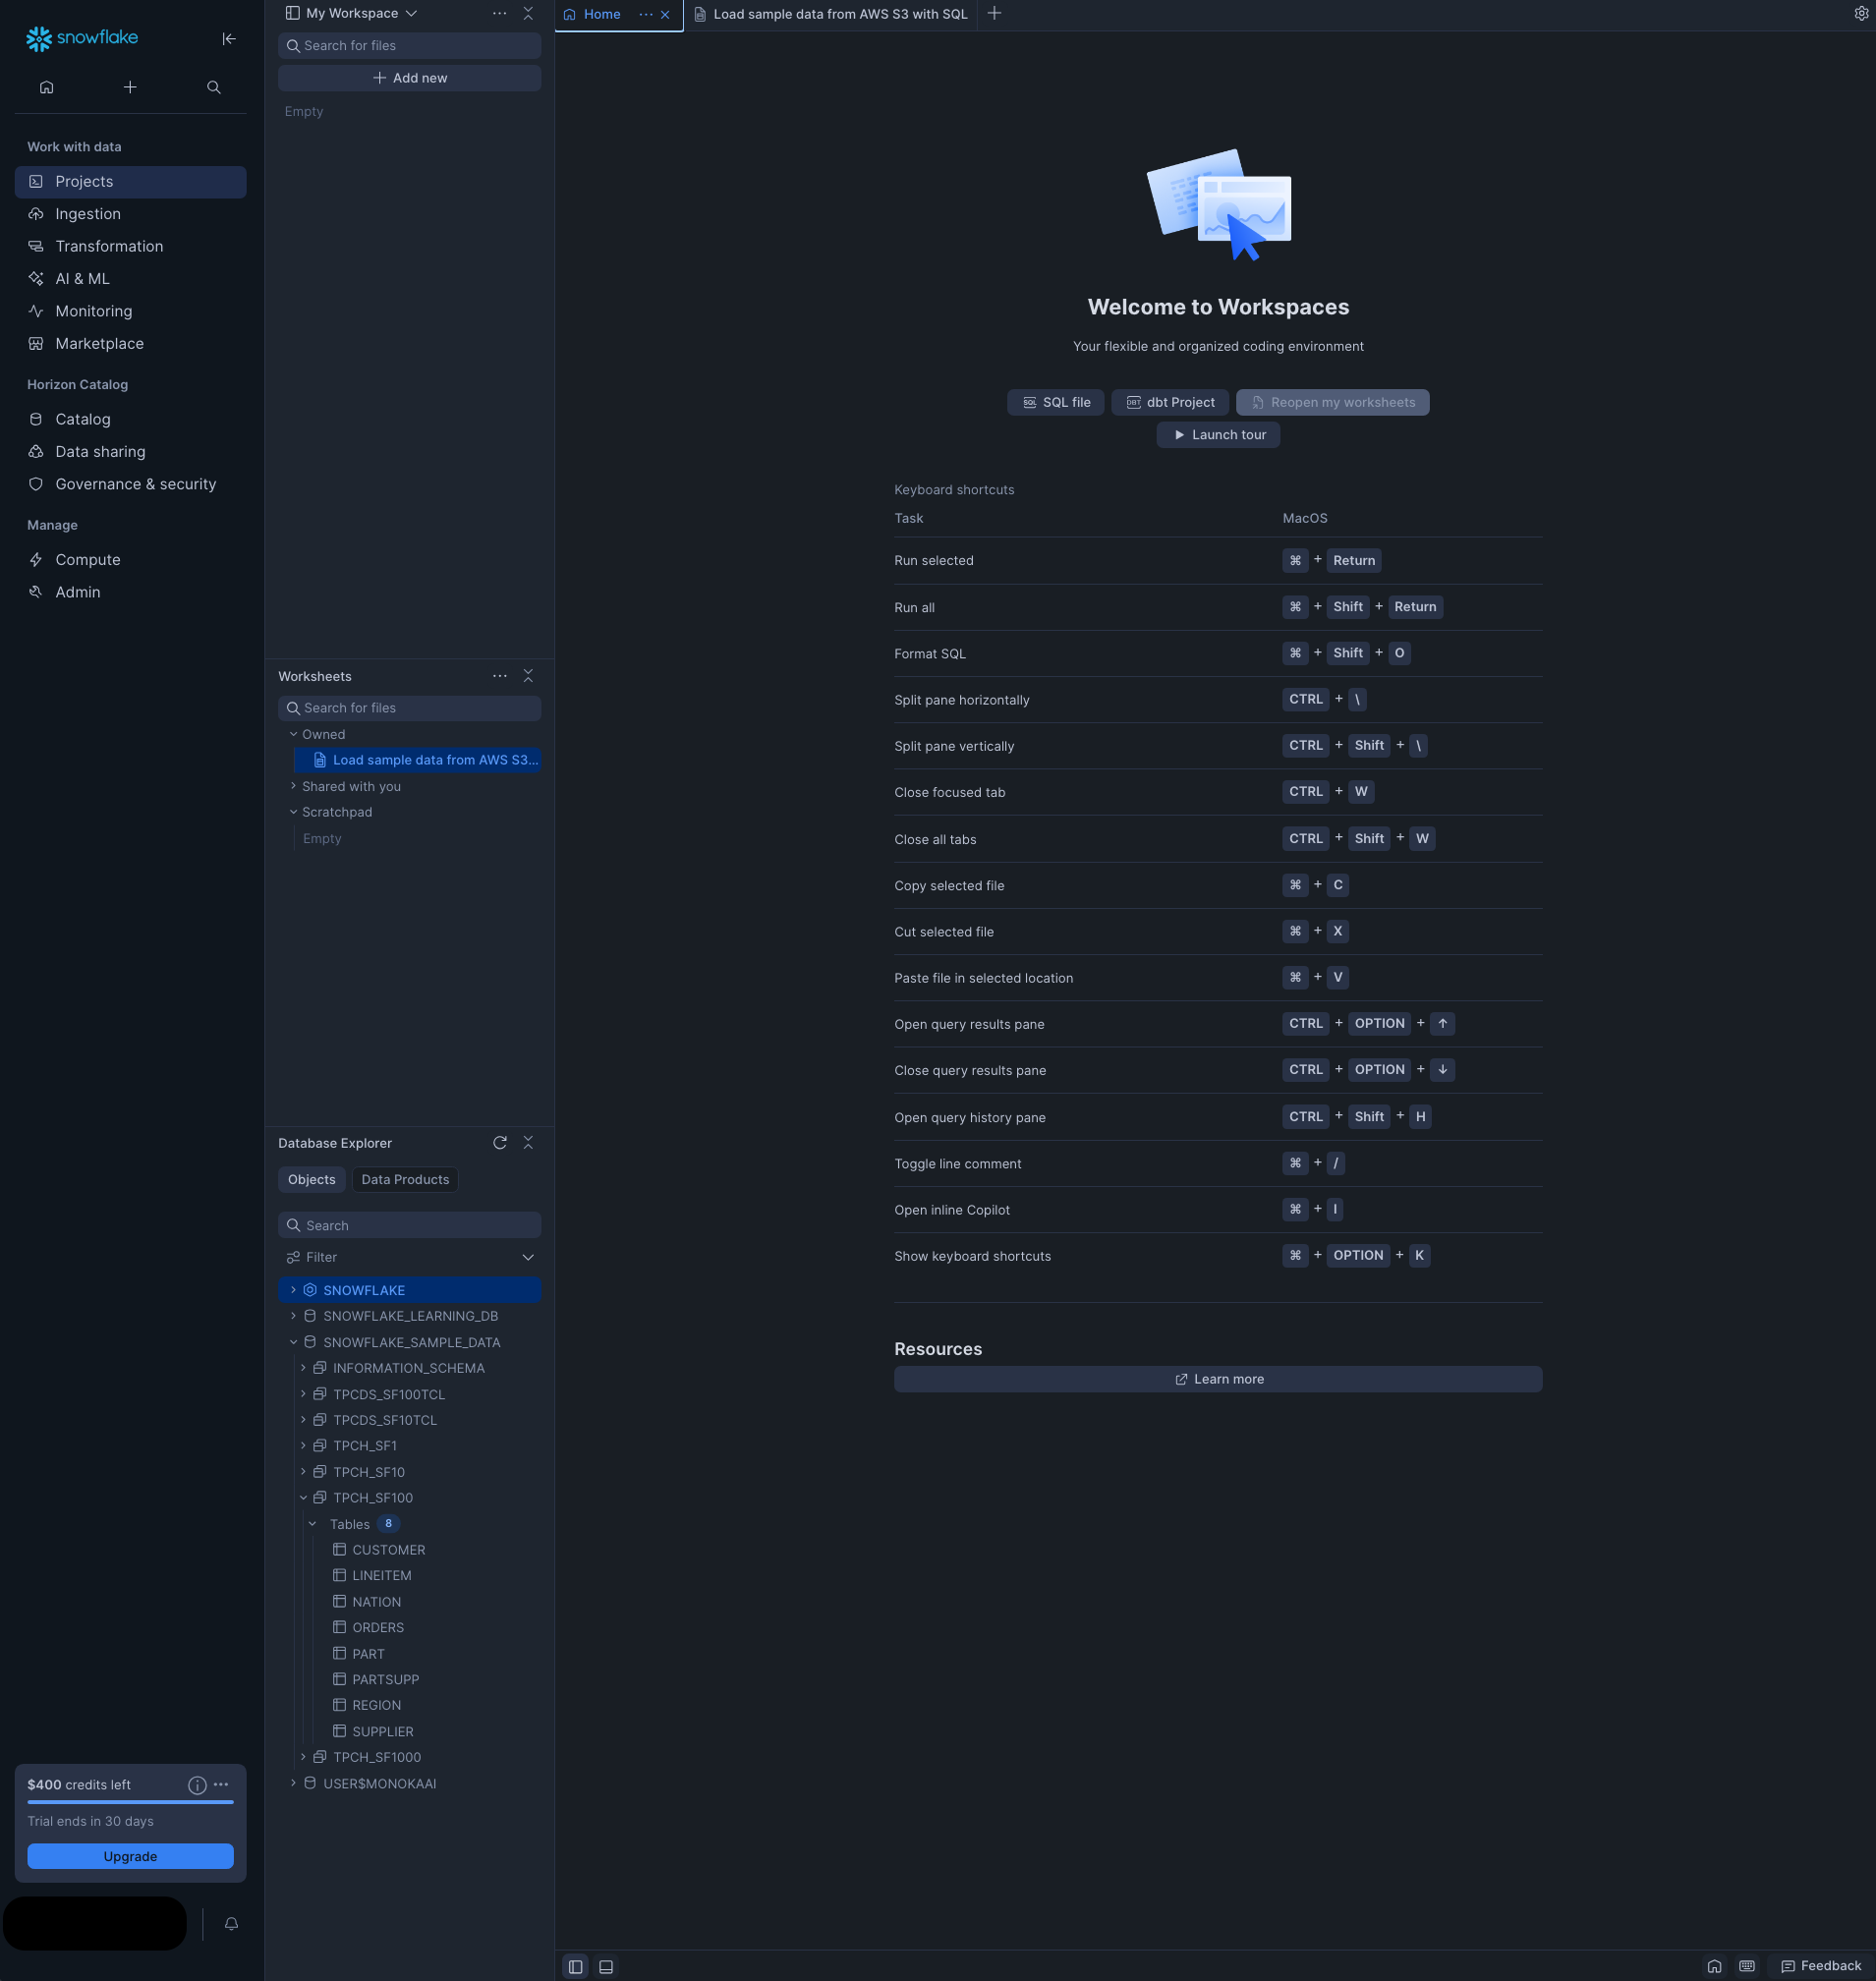 snowflake
Work with data
Projects
Ingestion
Transformation
AI & ML
Monitoring
Marketplace
Horizon Catalog
Catalog
Data sharing
Governance & security
Manage
Compute
Admin
$400 credits left
Trial ends in 30 days
Upgrade
My Workspace
Search for files
Add new
Empty
Worksheets
Search for files
Owned
Load sample data from AWS S3...
Shared with you
Scratchpad
Empty
Database Explorer
Objects Data Products
Search
Filter
SNOWFLAKE
SNOWFLAKE_LEARNING_DB
SNOWFLAKE_SAMPLE_DATA
INFORMATION_SCHEMA
TPCDS_SF100TCL
TPCDS_SF10TCL
TPCH_SF1
TPCH_SF10
TPCH_SF100
Tables 8
CUSTOMER
LINEITEM
NATION
ORDERS
PART
PARTSUPP
REGION
SUPPLIER
TPCH_SF1000
USER$MONOKAAI
Home ... Load sample data from AWS S3 with SQL
Welcome to Workspaces
Your flexible and organized coding environment
SQL SQL file DBT dbt Project Reopen my worksheets
Launch tour
Keyboard shortcuts
Task MacOS
Run selected ⌘ + Return
Run all ⌘ + Shift + Return
Format SQL ⌘ + Shift + O
Split pane horizontally CTRL + \
Split pane vertically CTRL + Shift + \
Close focused tab CTRL + W
Close all tabs CTRL + Shift + W
Copy selected file ⌘ + C
Cut selected file ⌘ + X
Paste file in selected location ⌘ + V
Open query results pane CTRL + OPTION + ↑
Close query results pane CTRL + OPTION + ↓
Open query history pane CTRL + Shift + H
Toggle line comment ⌘ + /
Open inline Copilot ⌘ + I
Show keyboard shortcuts ⌘ + OPTION + K
Resources
Learn more
Feedback